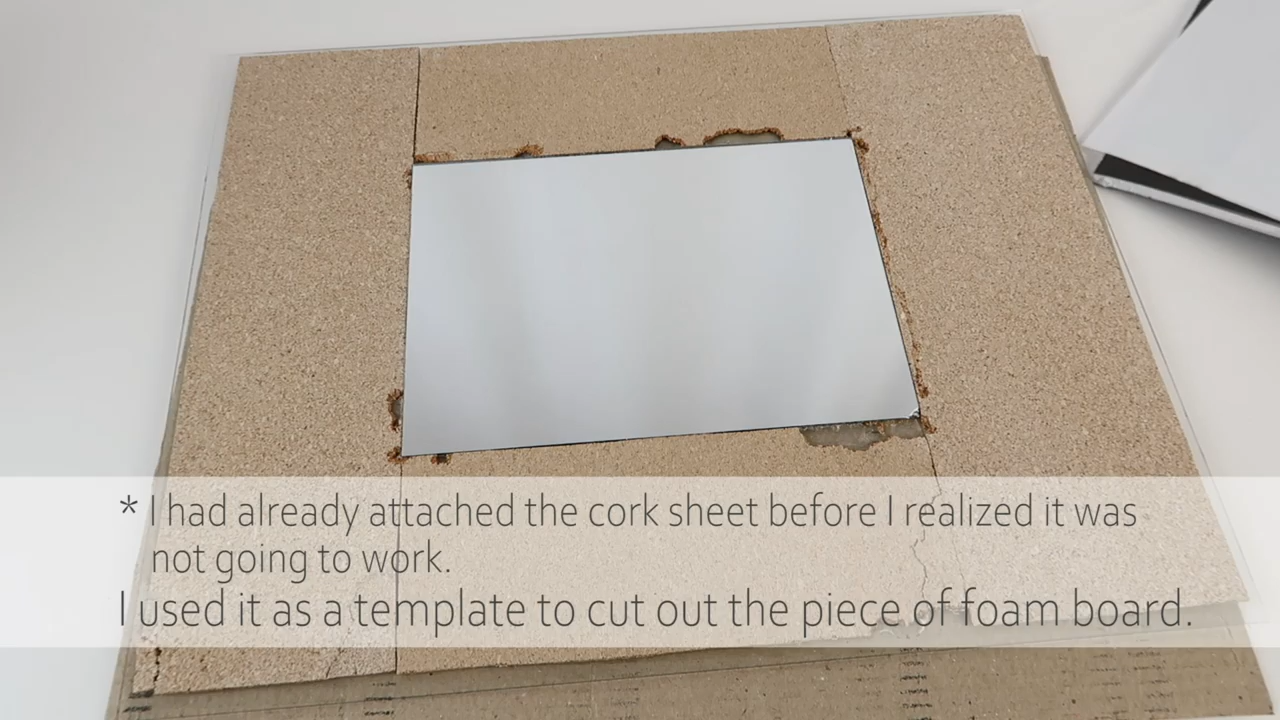 * I had already attached the cork sheet before I realized it was
not going to work.
I used it as a template to cut out the piece of foam board.